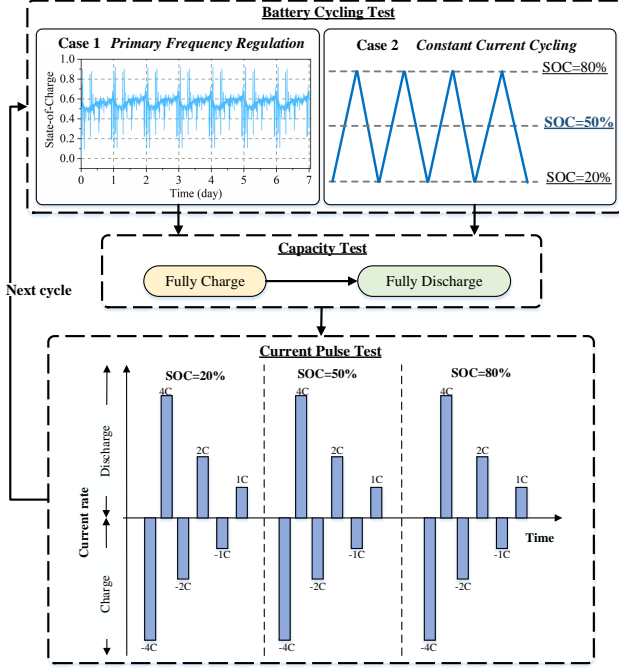 Battery Cycling Test
Case 1 Primary Frequency Regulation
State-of-Charge
1.0
0.8
0.6
0.4
0.2
0.0
0 1 2 3 4 5 6 7
Time (day)
Case 2 Constant Current Cycling
SOC=80%
SOC=50%
SOC=20%
Capacity Test
Fully Charge
Fully Discharge
Next cycle
Current Pulse Test
SOC=20% SOC=50% SOC=80%
Discharge
Current rate
Charge
Time
4C 4C 4C
2C 2C 2C
1C 1C 1C
-1C -1C -1C
-2C -2C -2C
-4C -4C -4C